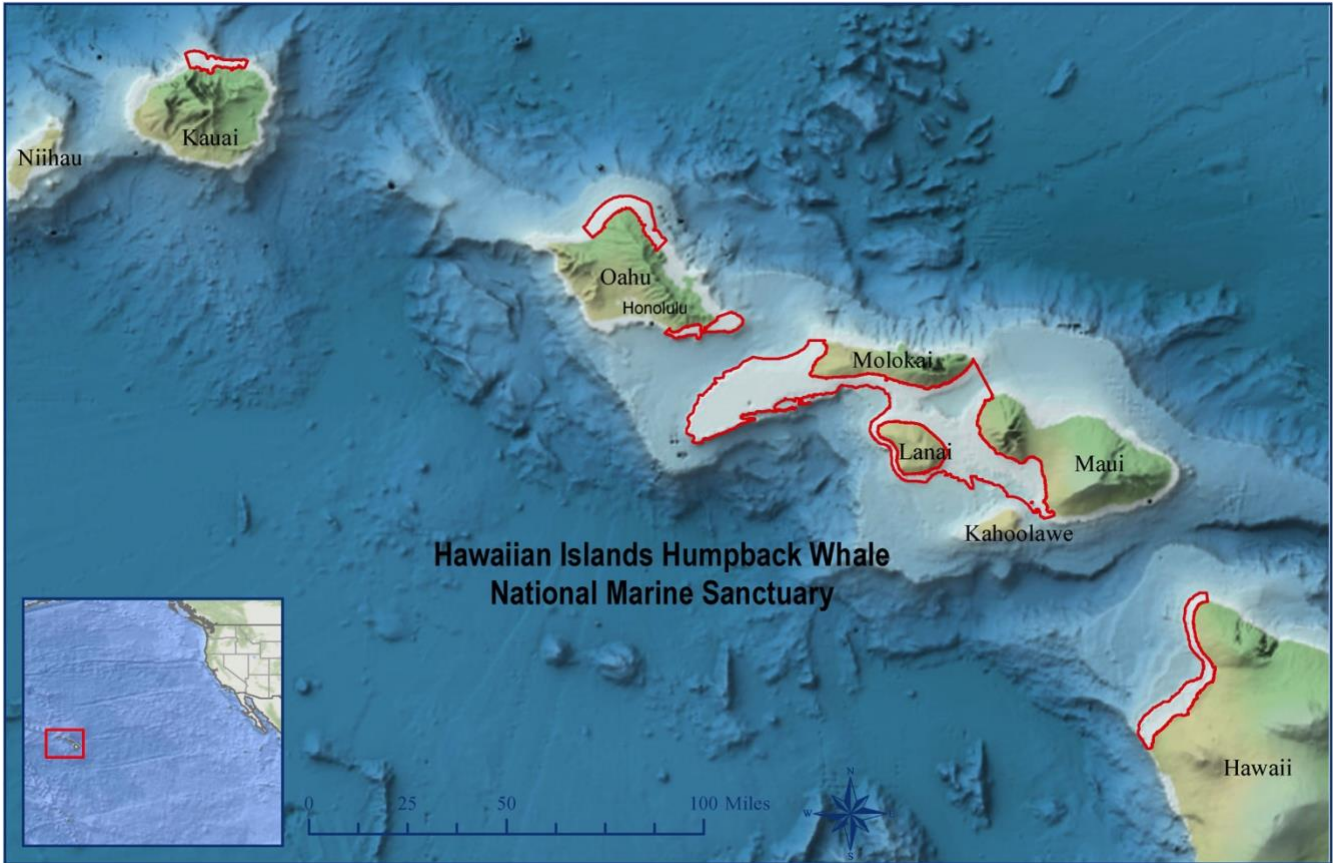 Kauai
Niihau
Oahu
Honolulu
Molokai
Lanai
Maui
Kahoolawe
Hawaiian Islands Humpback Whale
National Marine Sanctuary
Hawaii
0 25 50 100 Miles
N
W
S